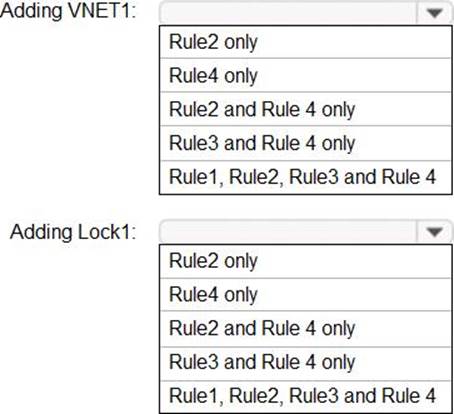 Adding VNET1:
Rule2 only
Rule4 only
Rule2 and Rule 4 only
Rule3 and Rule 4 only
Rule1, Rule2, Rule3 and Rule 4
Adding Lock1:
Rule2 only
Rule4 only
Rule2 and Rule 4 only
Rule3 and Rule 4 only
Rule1, Rule2, Rule3 and Rule 4